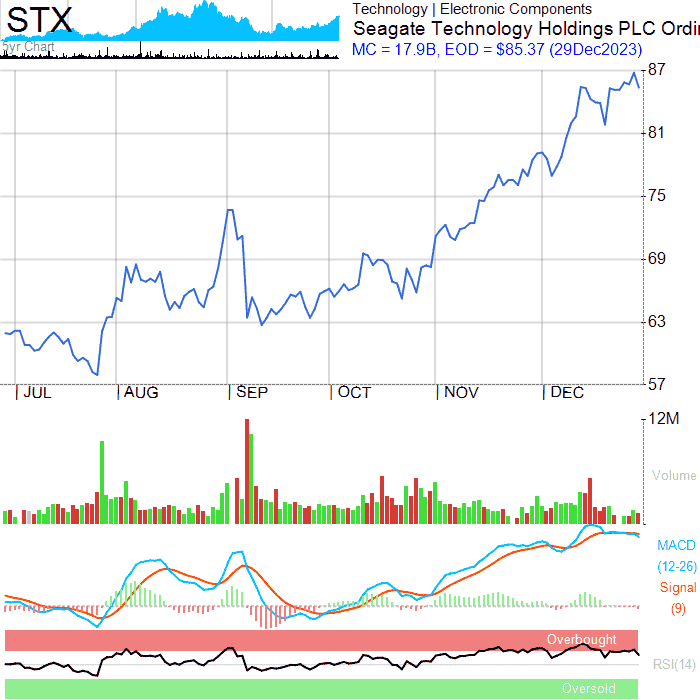 STX
5yr Chart
Technology | Electronic Components
Seagate Technology Holdings PLC Ordi
MC = 17.9B, EOD = $85.37 (29Dec2023)
87
81
75
69
63
57
JUL AUG SEP OCT NOV DEC
12M
Volume
MACD
(12-26)
Signal
(9)
Overbought
RSI(14)
Oversold